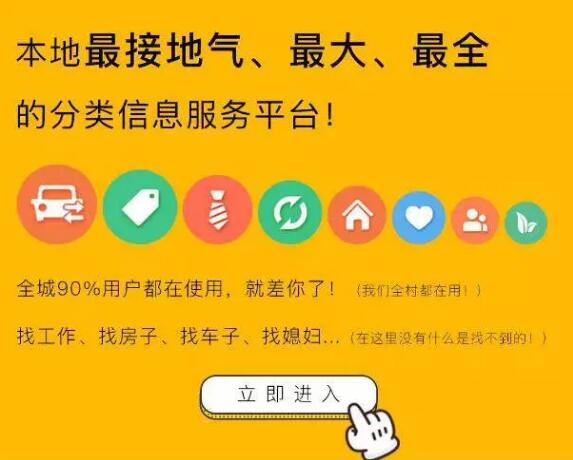 本地最接地气、最大、最全
的分类信息服务平台！
全城90%用户都在使用，就差你了！（我们全村都在用！）
找工作、找房子、找车子、找媳妇...（在这里没有什么是找不到的！）
立即进入